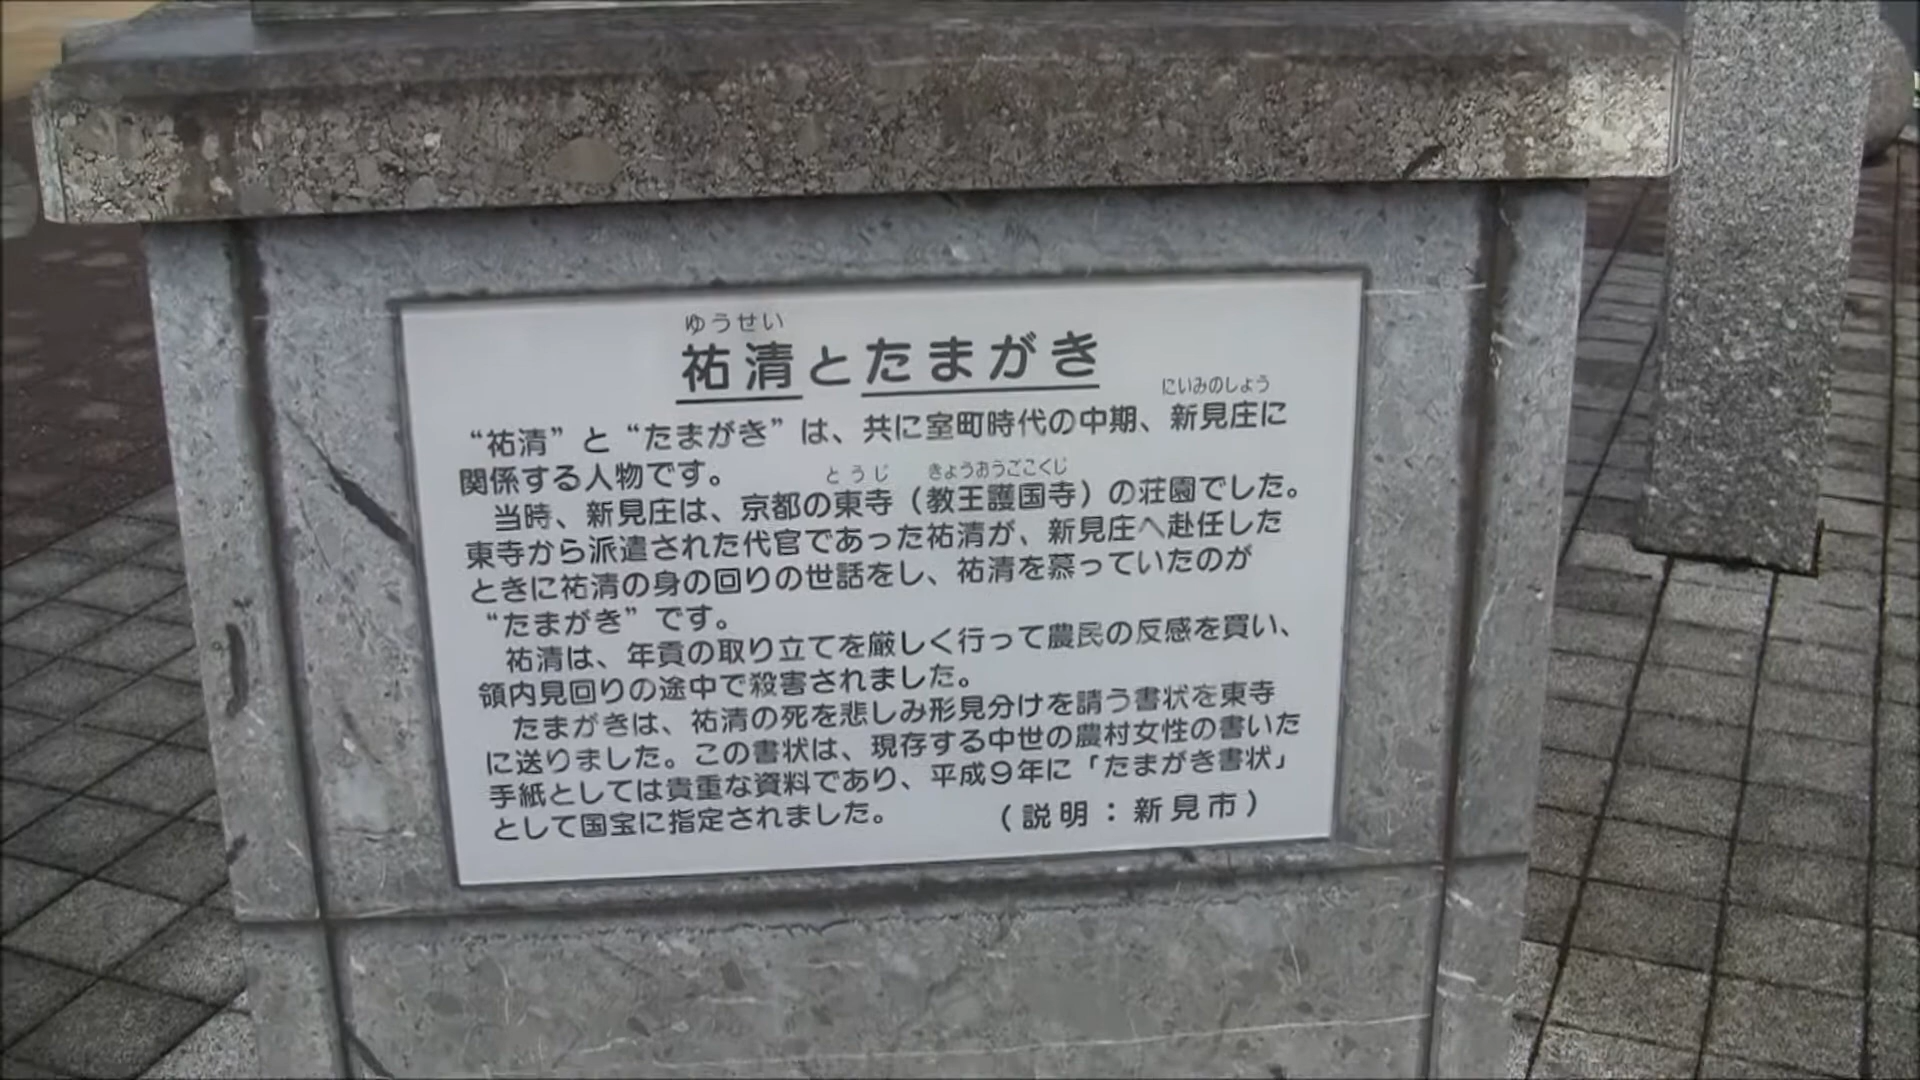 ゆうせい
祐清とたまがき
にいみのしょう
“祐清”と“たまがき”は、共に室町時代の中期、新見庄に
関係する人物です。
とうじ きょうおうごこくじ
当時、新見庄は、京都の東寺(教王護国寺)の荘園でした。
東寺から派遣された代官であった祐清が、新見庄へ赴任した
ときに祐清の身の回りの世話をし、祐清を慕っていたのが
“たまがき”です。
祐清は、年貢の取り立てを厳しく行って農民の反感を買い、
領内見回りの途中で殺害されました。
たまがきは、祐清の死を悲しみ形見分けを請う書状を東寺
に送りました。この書状は、現存する中世の農村女性の書いた
手紙としては貴重な資料であり、平成9年に「たまがき書状」
として国宝に指定されました。 (説明:新見市)